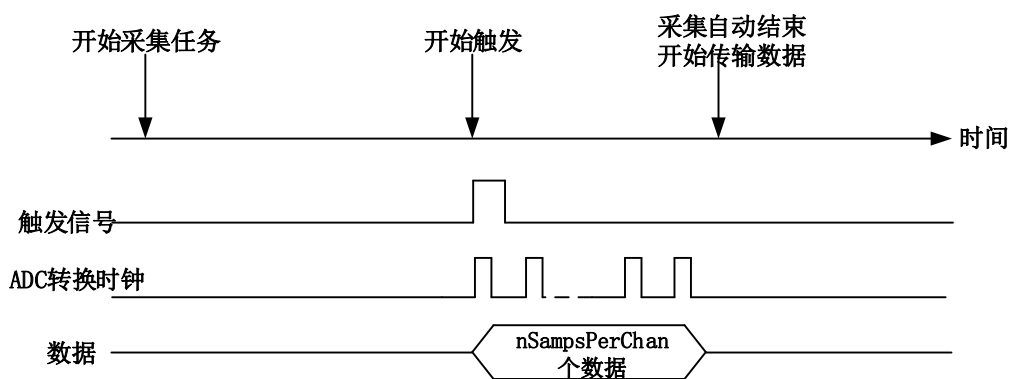 开始采集任务
开始触发
采集自动结束
开始传输数据
时间
触发信号
ADC转换时钟
数据
nSampsPerChan
个数据